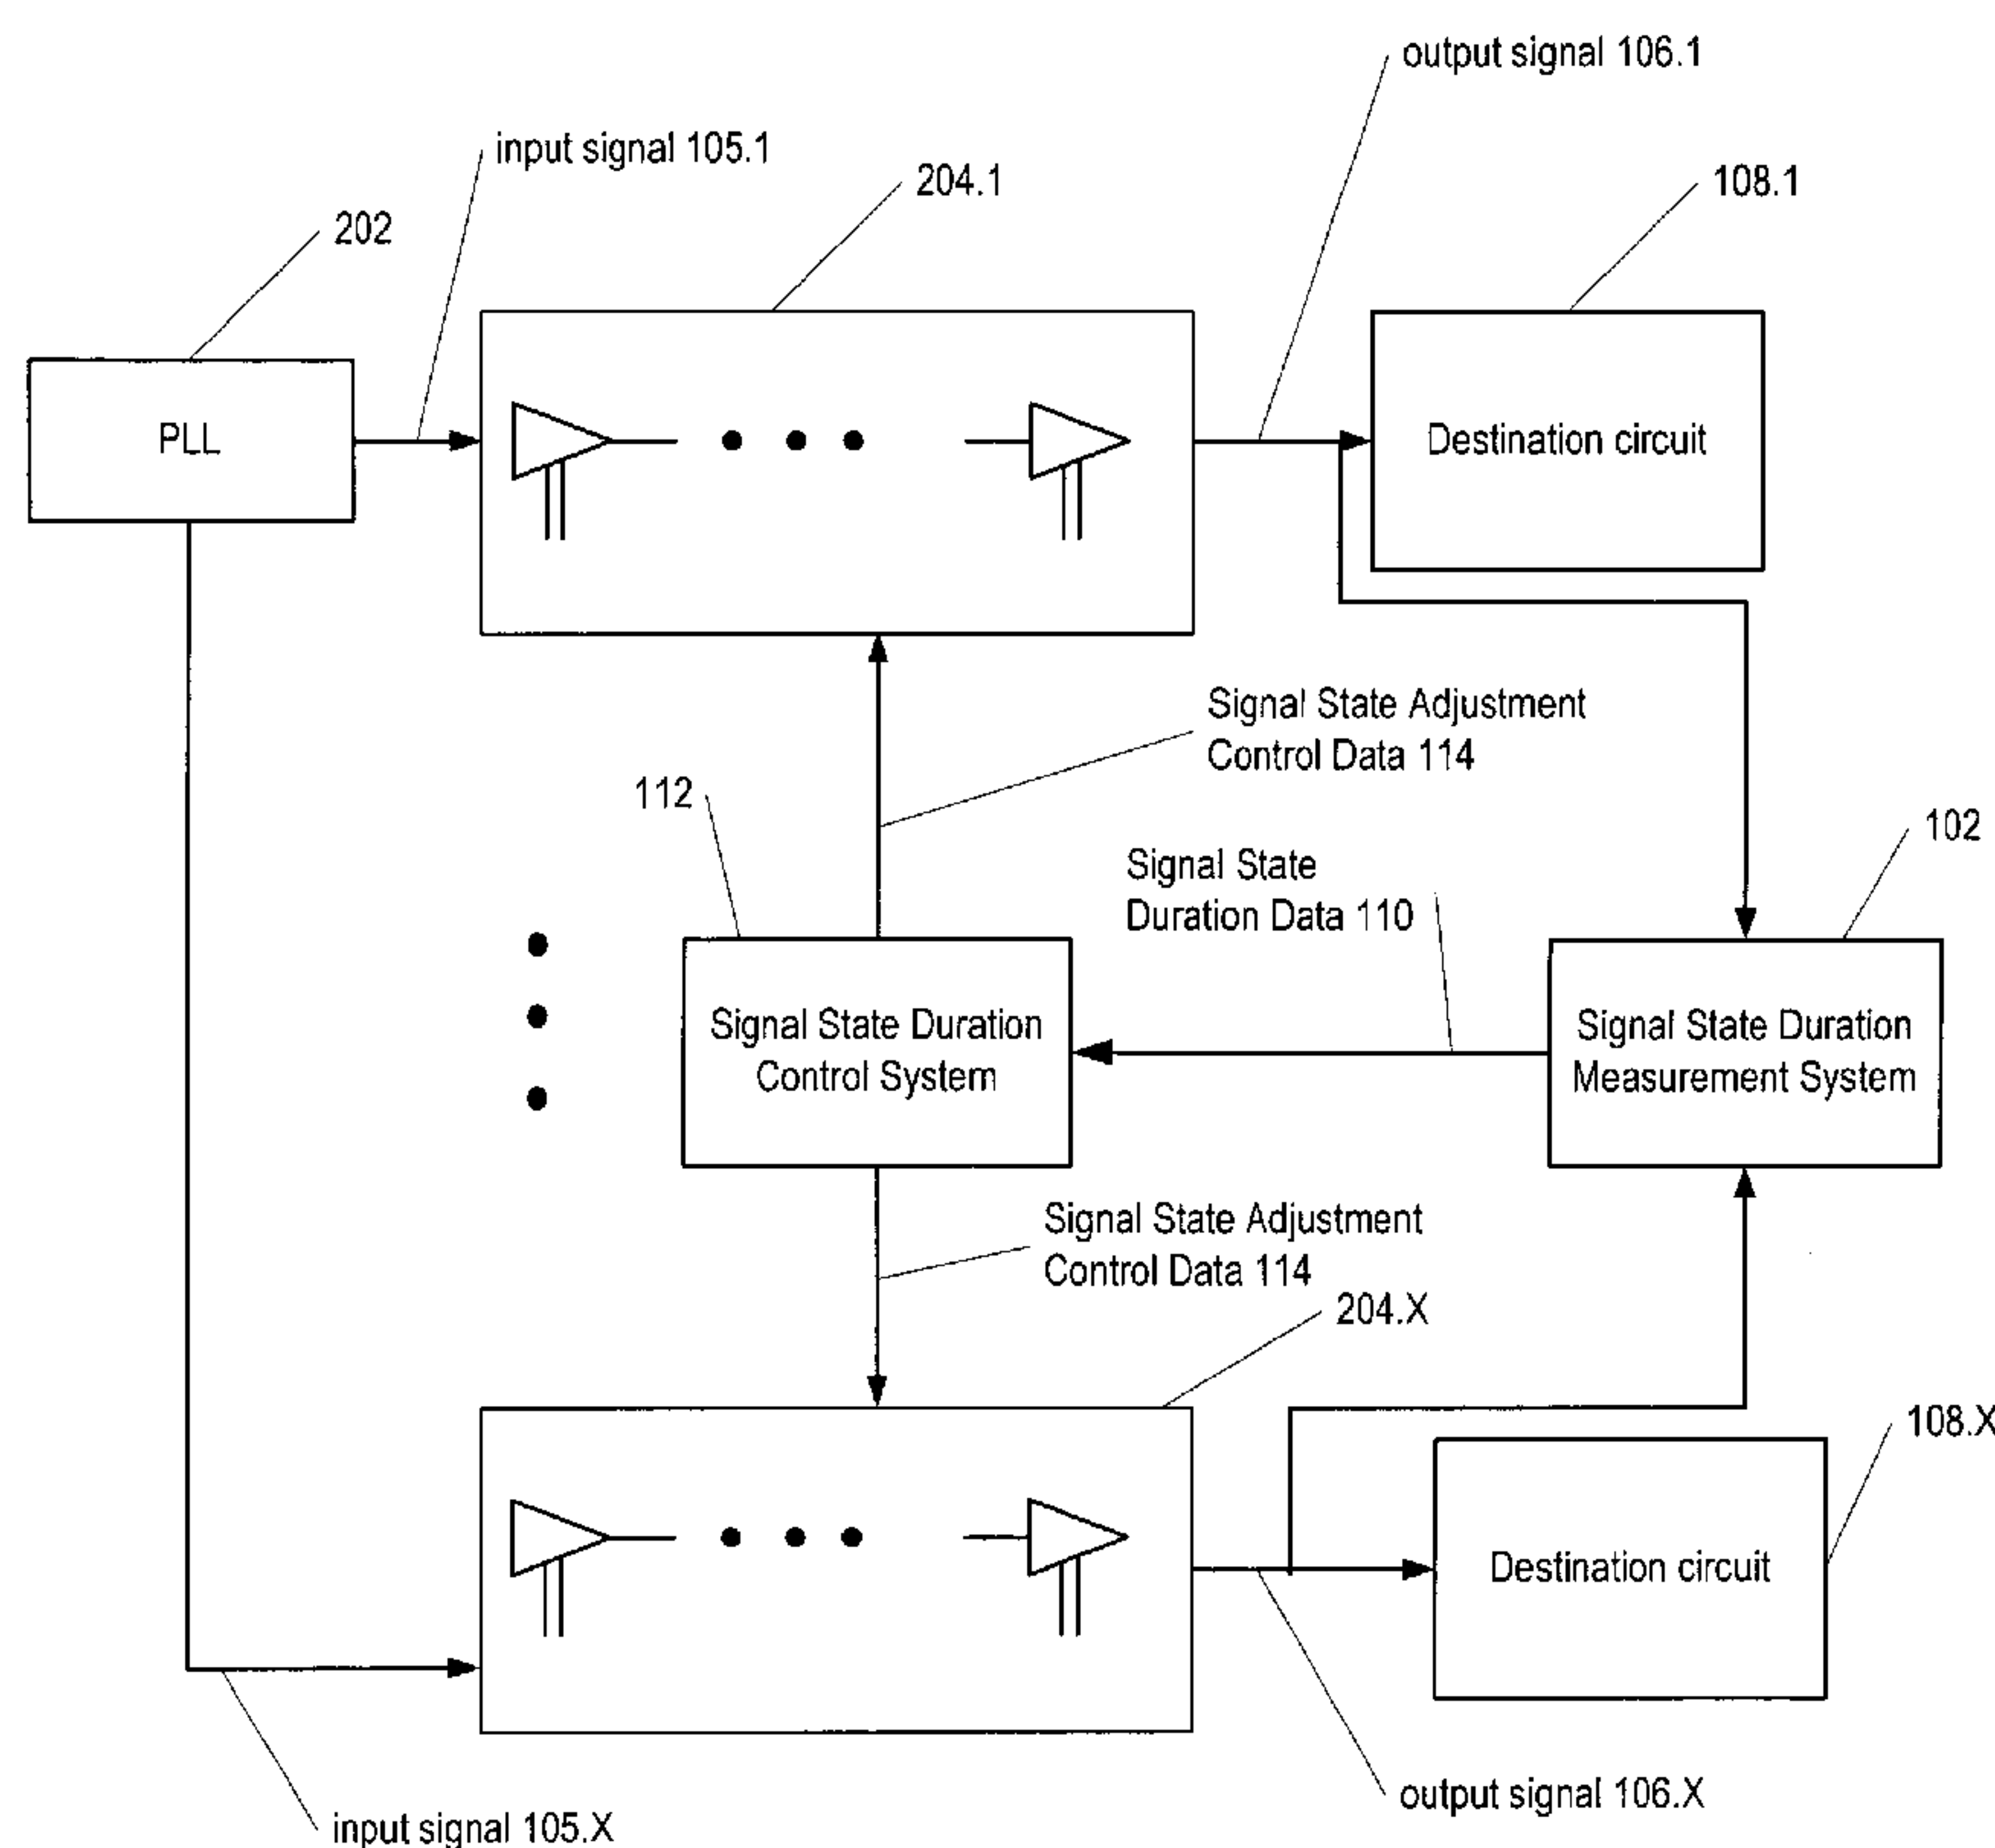 output signal 106.1
input signal 105.1
204.1
108.1
202
PLL
Destination circuit
Signal State Adjustment
Control Data 114
112
102
Signal State
Duration Data 110
Signal State Duration
Control System
Signal State Duration
Measurement System
Signal State Adjustment
Control Data 114
204.X
108.X
Destination circuit
output signal 106.X
input signal 105.X